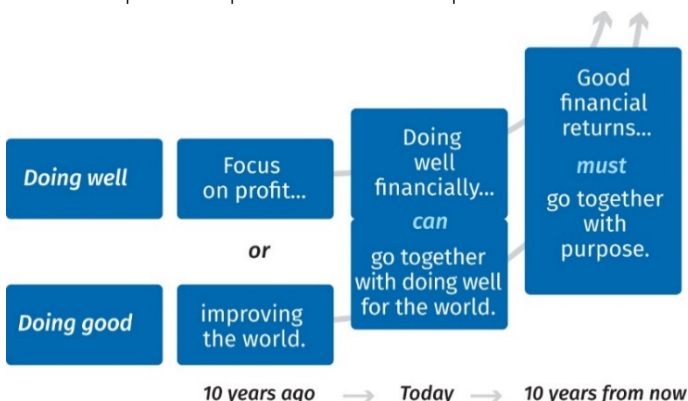 Doing well
Focus
on profit...
or
Doing good
improving
the world.
Doing
well
financially...
can
go together
with doing well
for the world.
Good
financial
returns...
must
go together
with
purpose.
10 years ago → Today → 10 years from now